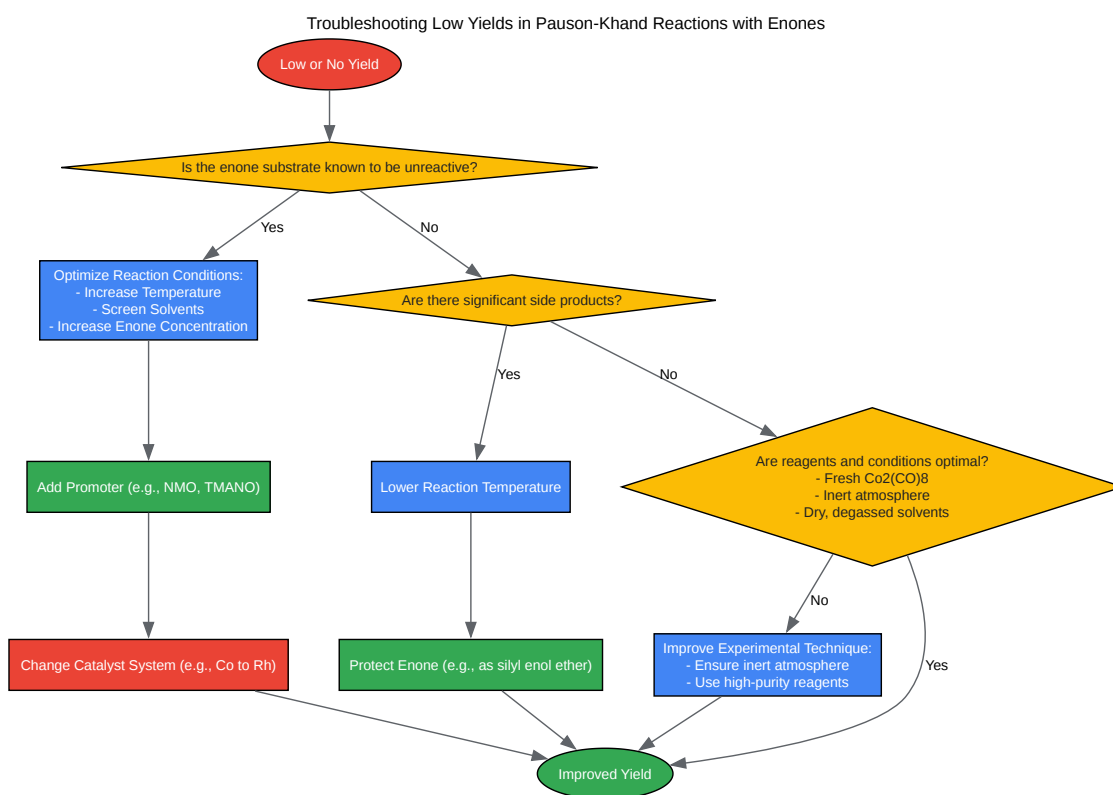 Troubleshooting Low Yields in Pauson-Khand Reactions with Enones
Low or No Yield
Is the enone substrate known to be unreactive?
Yes
No
Optimize Reaction Conditions:
- Increase Temperature
- Screen Solvents
- Increase Enone Concentration
Are there significant side products?
Yes
No
Add Promoter (e.g., NMO, TMANO)
Lower Reaction Temperature
Are reagents and conditions optimal?
- Fresh Co2(CO)8
- Inert atmosphere
- Dry, degassed solvents
No
Yes
Change Catalyst System (e.g., Co to Rh)
Protect Enone (e.g., as silyl enol ether)
Improve Experimental Technique:
- Ensure inert atmosphere
- Use high-purity reagents
Improved Yield